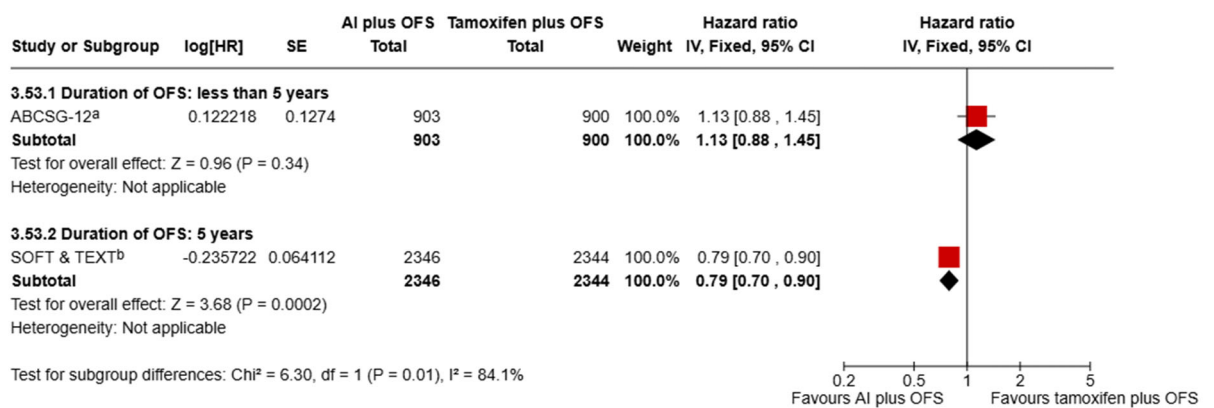 AI plus OFS Tamoxifen plus OFS Hazard ratio Hazard ratio
Study or Subgroup log[HR] SE Total Total Weight IV, Fixed, 95% CI IV, Fixed, 95% CI
3.53.1 Duration of OFS: less than 5 years
ABCSG-12ᵃ 0.122218 0.1274 903 900 100.0% 1.13 [0.88 , 1.45]
Subtotal 903 900 100.0% 1.13 [0.88 , 1.45]
Test for overall effect: Z = 0.96 (P = 0.34)
Heterogeneity: Not applicable
3.53.2 Duration of OFS: 5 years
SOFT & TEXTᵇ -0.235722 0.064112 2346 2344 100.0% 0.79 [0.70 , 0.90]
Subtotal 2346 2344 100.0% 0.79 [0.70 , 0.90]
Test for overall effect: Z = 3.68 (P = 0.0002)
Heterogeneity: Not applicable
Test for subgroup differences: Chi² = 6.30, df = 1 (P = 0.01), I² = 84.1%
0.2 0.5 1 2 5
Favours AI plus OFS Favours tamoxifen plus OFS